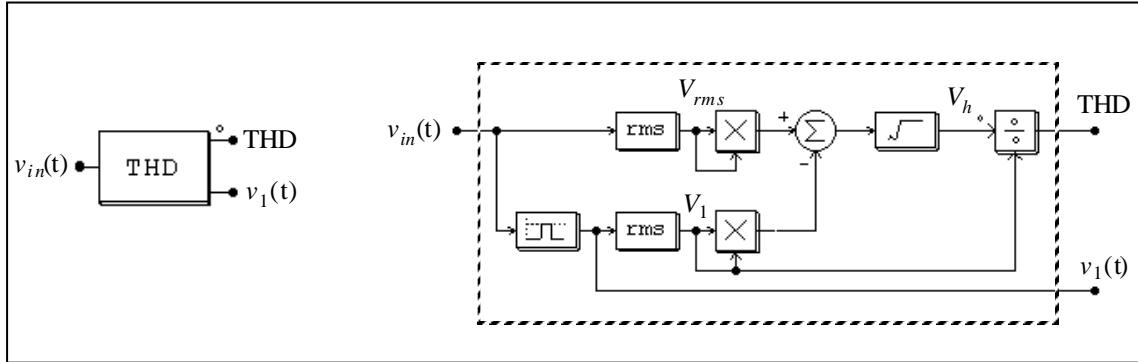 THD
v_in(t)
THD
v_1(t)
v_in(t)
rms
V_rms
+
Σ
-
√
V_h
÷
THD
rms
V_1
v_1(t)